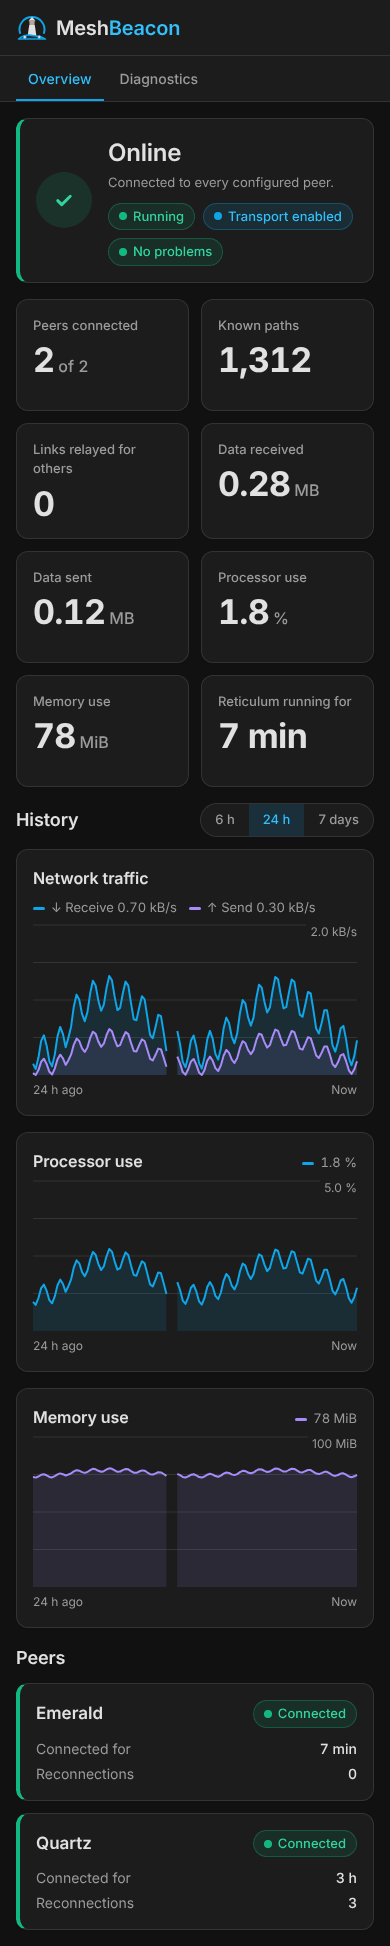 MeshBeacon
Overview
Diagnostics
Online
Connected to every configured peer.
Running
Transport enabled
No problems
Peers connected
2 of 2
Known paths
1,312
Links relayed for
others
0
Data received
0.28 MB
Data sent
0.12 MB
Processor use
1.8 %
Memory use
78 MiB
Reticulum running for
7 min
History
6 h
24 h
7 days
Network traffic
↓ Receive 0.70 kB/s
↑ Send 0.30 kB/s
2.0 kB/s
24 h ago
Now
Processor use
1.8 %
5.0 %
24 h ago
Now
Memory use
78 MiB
100 MiB
24 h ago
Now
Peers
Emerald
Connected
Connected for
7 min
Reconnections
0
Quartz
Connected
Connected for
3 h
Reconnections
3